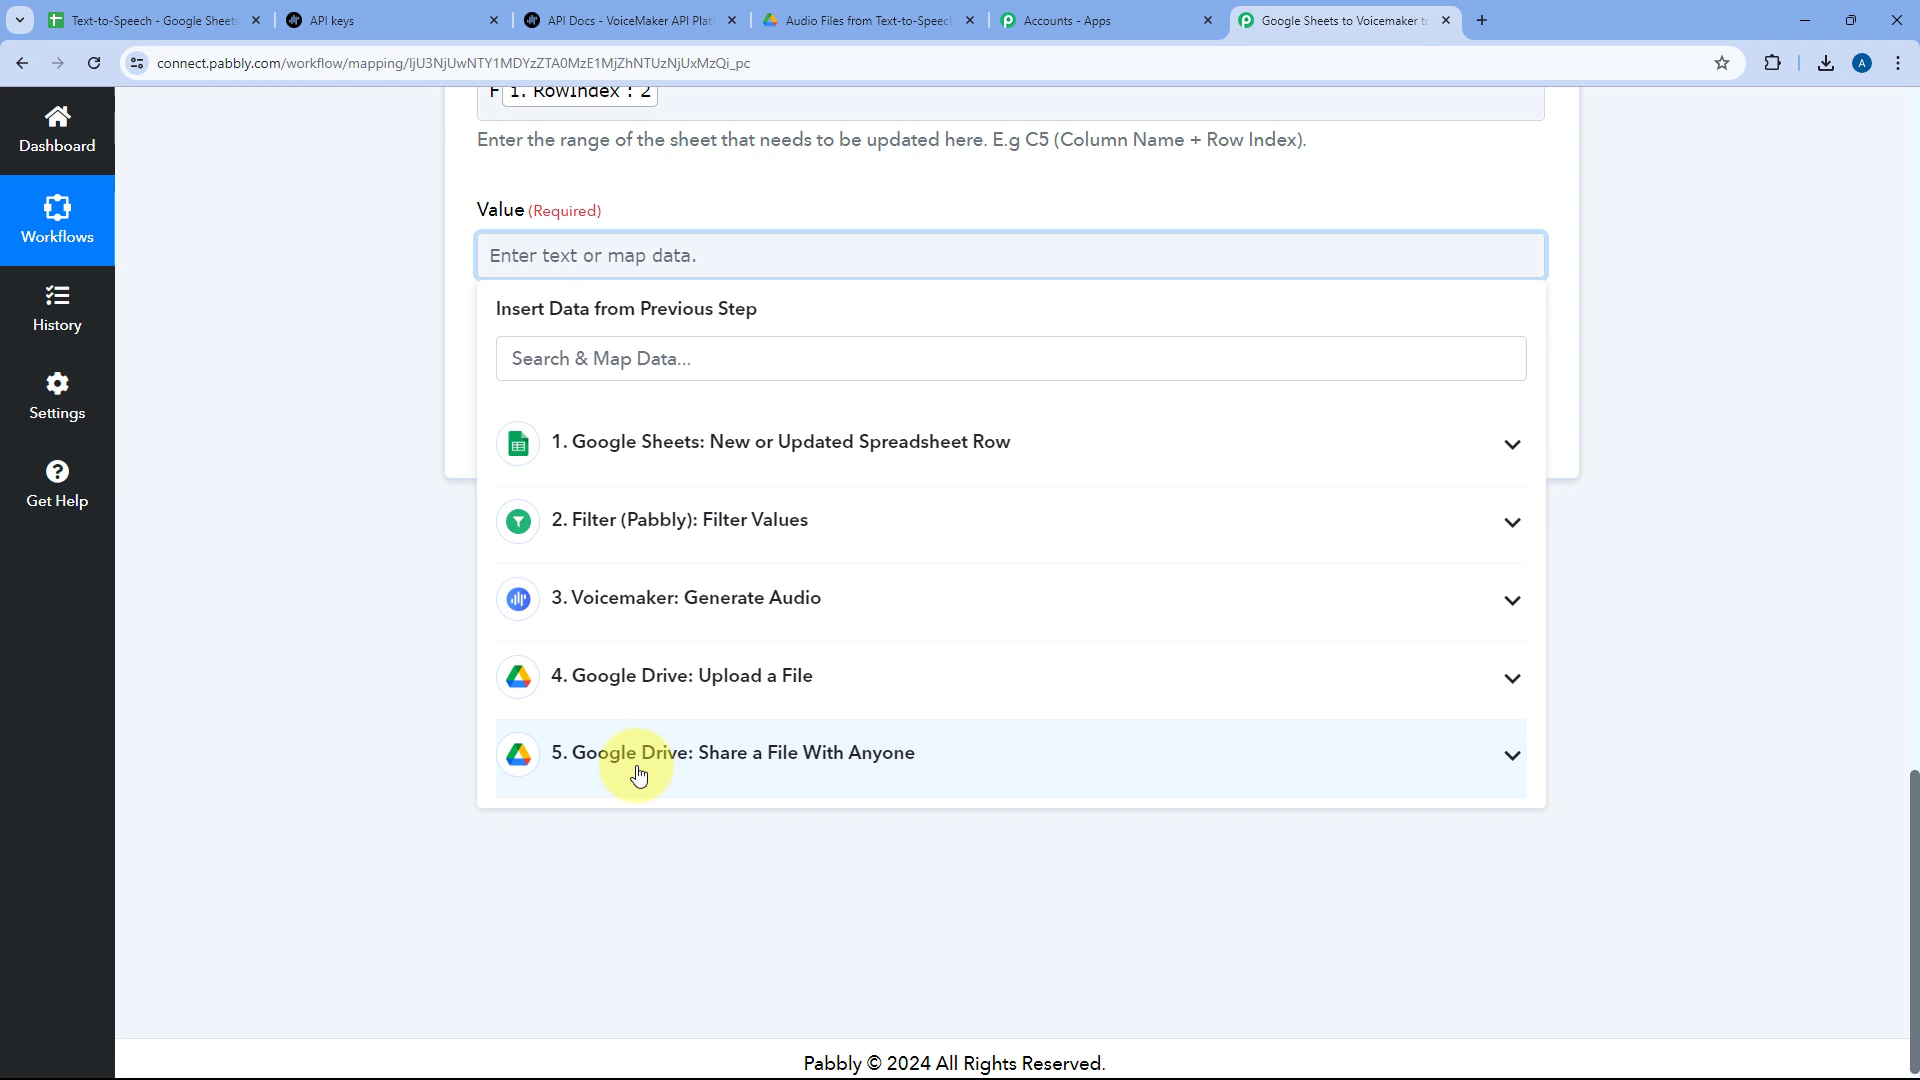 Text-to-Speech - Google Sheets
API keys
API Docs - VoiceMaker API Plat
Audio Files from Text-to-Speech
Accounts - Apps
Google Sheets to Voicemaker to
connect.pabbly.com/workflow/mapping/IjU3NjUwNTY1MDYzZTA0MzE1MjZhNTUzNjUxMzQi_pc
A
Dashboard
Workflows
History
Settings
Get Help
F 1. RowIndex : 2
Enter the range of the sheet that needs to be updated here. E.g C5 (Column Name + Row Index).
Value (Required)
Enter text or map data.
Insert Data from Previous Step
Search & Map Data...
1. Google Sheets: New or Updated Spreadsheet Row
2. Filter (Pabbly): Filter Values
3. Voicemaker: Generate Audio
4. Google Drive: Upload a File
5. Google Drive: Share a File With Anyone
Pabbly © 2024 All Rights Reserved.